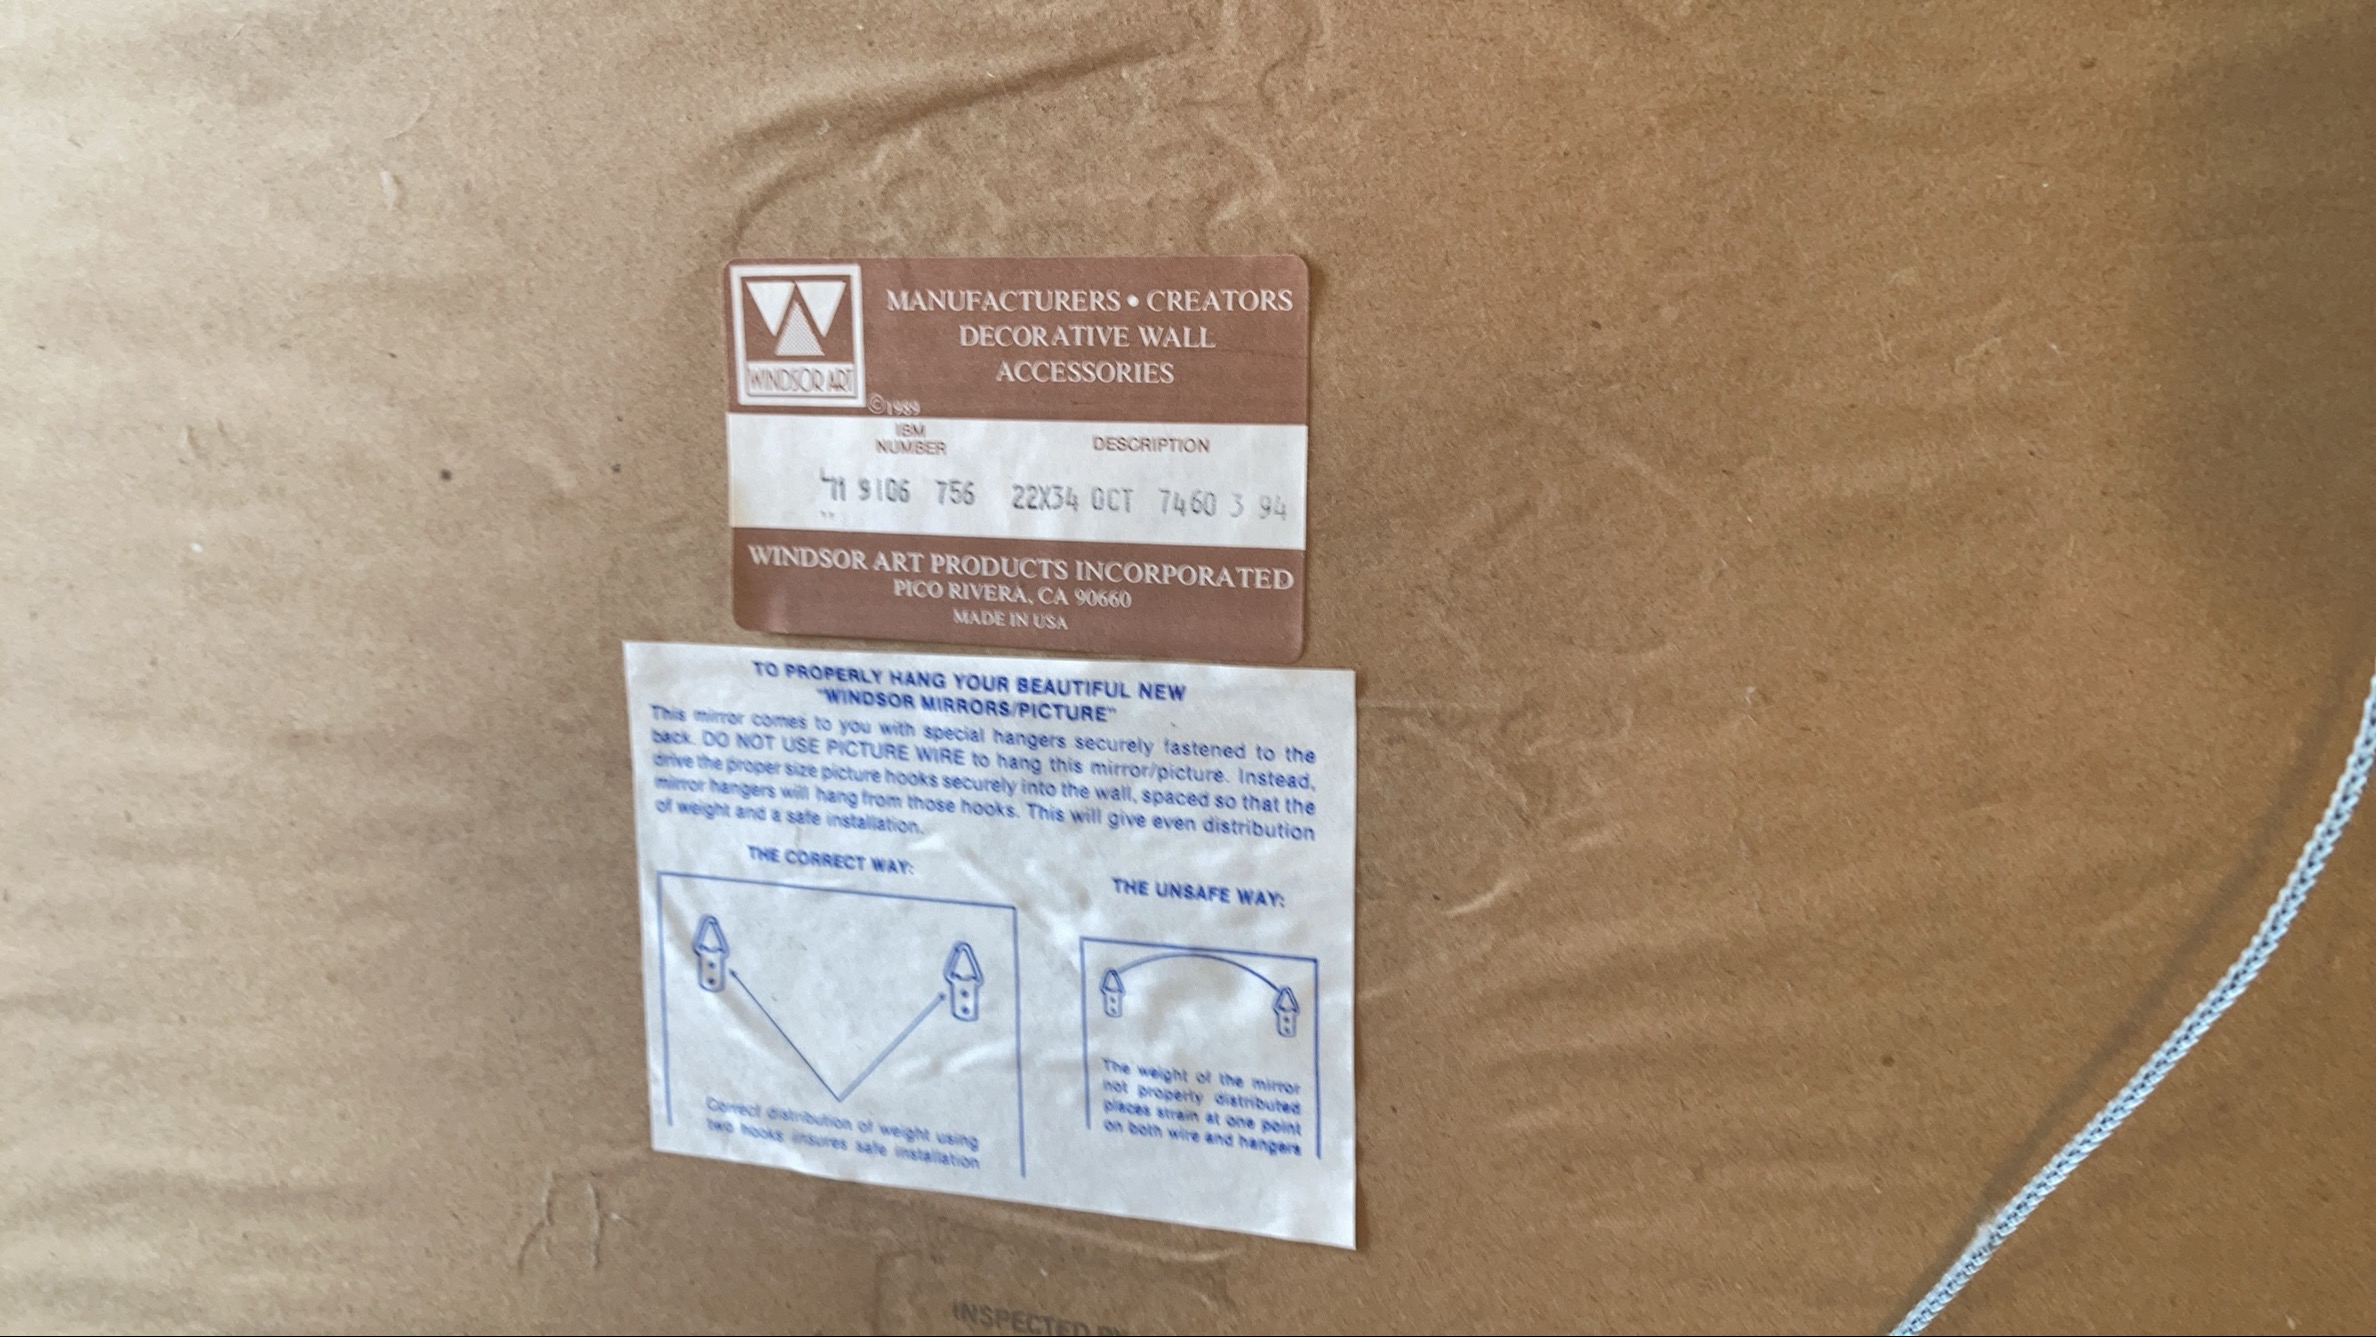 MANUFACTURERS • CREATORS
DECORATIVE WALL
ACCESSORIES
WINDSOR ART
©1989
IBM
NUMBER
DESCRIPTION
9106 756 22X34 OCT 7460 3 94
WINDSOR ART PRODUCTS INCORPORATED
PICO RIVERA, CA 90660
MADE IN USA
TO PROPERLY HANG YOUR BEAUTIFUL NEW
"WINDSOR MIRRORS/PICTURE"
This mirror comes to you with special hangers securely fastened to the
back. DO NOT USE PICTURE WIRE to hang this mirror/picture. Instead,
drive the proper size picture hooks securely into the wall, spaced so that the
mirror hangers will hang from those hooks. This will give even distribution
of weight and a safe installation.
THE CORRECT WAY:
Correct distribution of weight using
two hooks insures safe installation
THE UNSAFE WAY:
The weight of the mirror
not properly distributed
places strain at one point
on both wire and hangers
INSPECTED BY